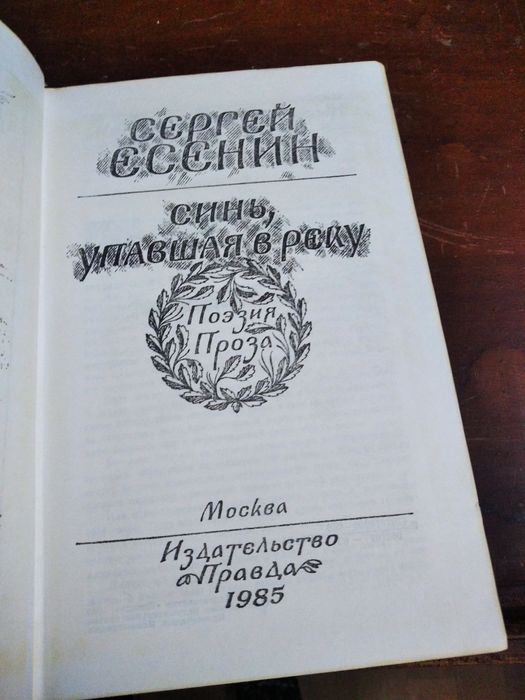 СЕРГЕЙ
ЕСЕНИН
СИНЬ,
УПАВШАЯ В РЕКУ
Поэзия
Проза
Москва
Издательство
«Правда»
1985